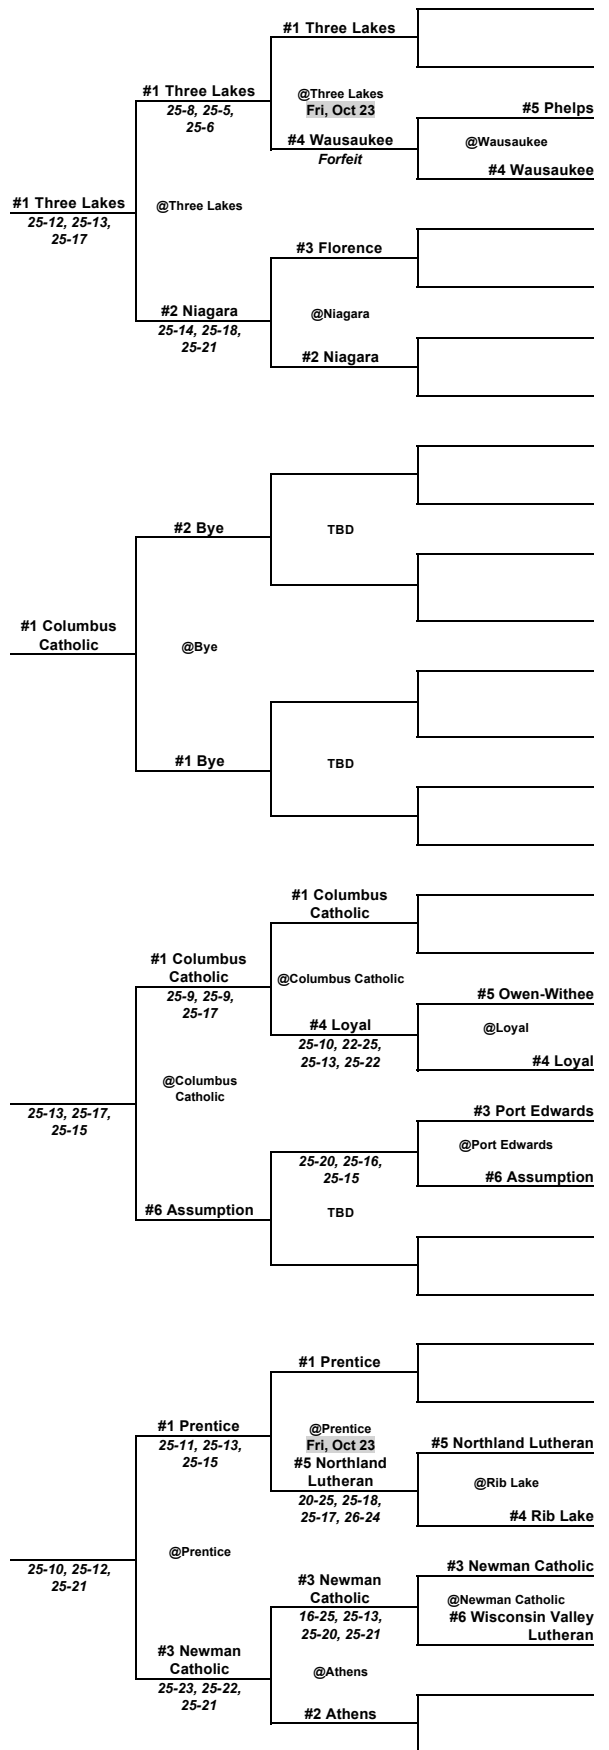 #1 Three Lakes
#1 Three Lakes
25-8, 25-5,
25-6
@Three Lakes
Fri, Oct 23
#5 Phelps
#4 Wausaukee
Forfeit
@Wausaukee
#4 Wausaukee
#1 Three Lakes
25-12, 25-13,
25-17
@Three Lakes
#3 Florence
#2 Niagara
25-14, 25-18,
25-21
@Niagara
#2 Niagara
#2 Bye
TBD
#1 Columbus
Catholic
@Bye
#1 Bye
TBD
#1 Columbus
Catholic
#1 Columbus
Catholic
25-9, 25-9,
25-17
@Columbus Catholic
#5 Owen-Withee
#4 Loyal
25-10, 22-25,
25-13, 25-22
@Loyal
#4 Loyal
@Columbus
Catholic
25-13, 25-17,
25-15
#3 Port Edwards
@Port Edwards
25-20, 25-16,
25-15
#6 Assumption
#6 Assumption
TBD
#1 Prentice
#1 Prentice
25-11, 25-13,
25-15
@Prentice
Fri, Oct 23
#5 Northland Lutheran
#5 Northland
Lutheran
20-25, 25-18,
25-17, 26-24
@Rib Lake
#4 Rib Lake
@Prentice
25-10, 25-12,
25-21
#3 Newman Catholic
#3 Newman
Catholic
16-25, 25-13,
25-20, 25-21
@Newman Catholic
#6 Wisconsin Valley
Lutheran
#3 Newman
Catholic
25-23, 25-22,
25-21
@Athens
#2 Athens